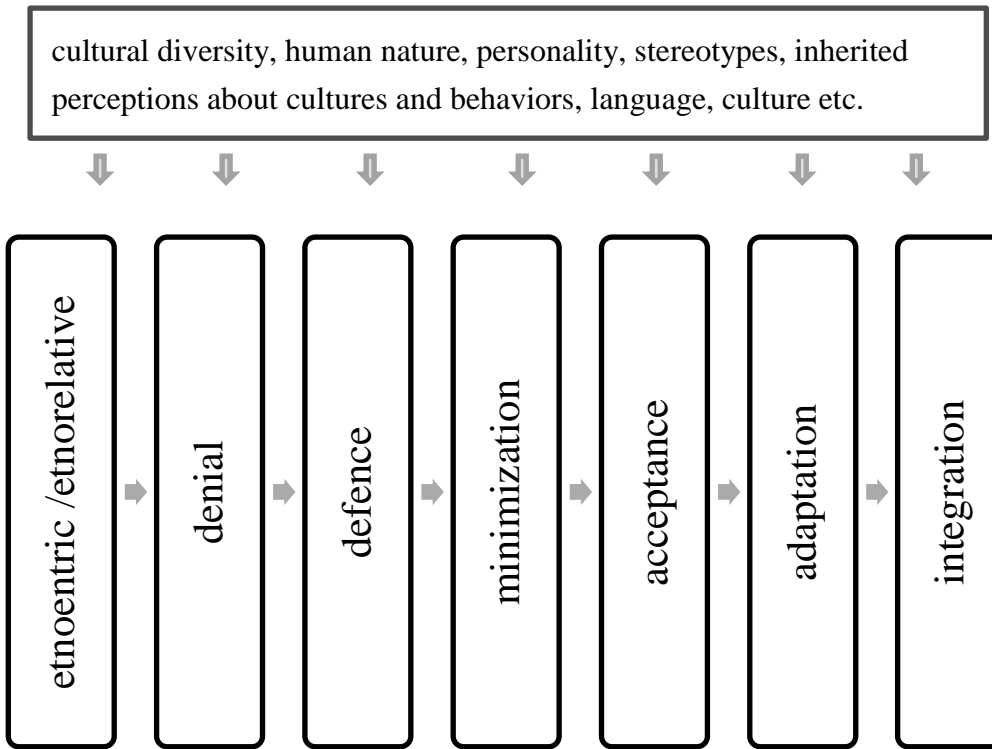 cultural diversity, human nature, personality, stereotypes, inherited
perceptions about cultures and behaviors, language, culture etc.
etnoentric /etnorelative
denial
defence
minimization
acceptance
adaptation
integration